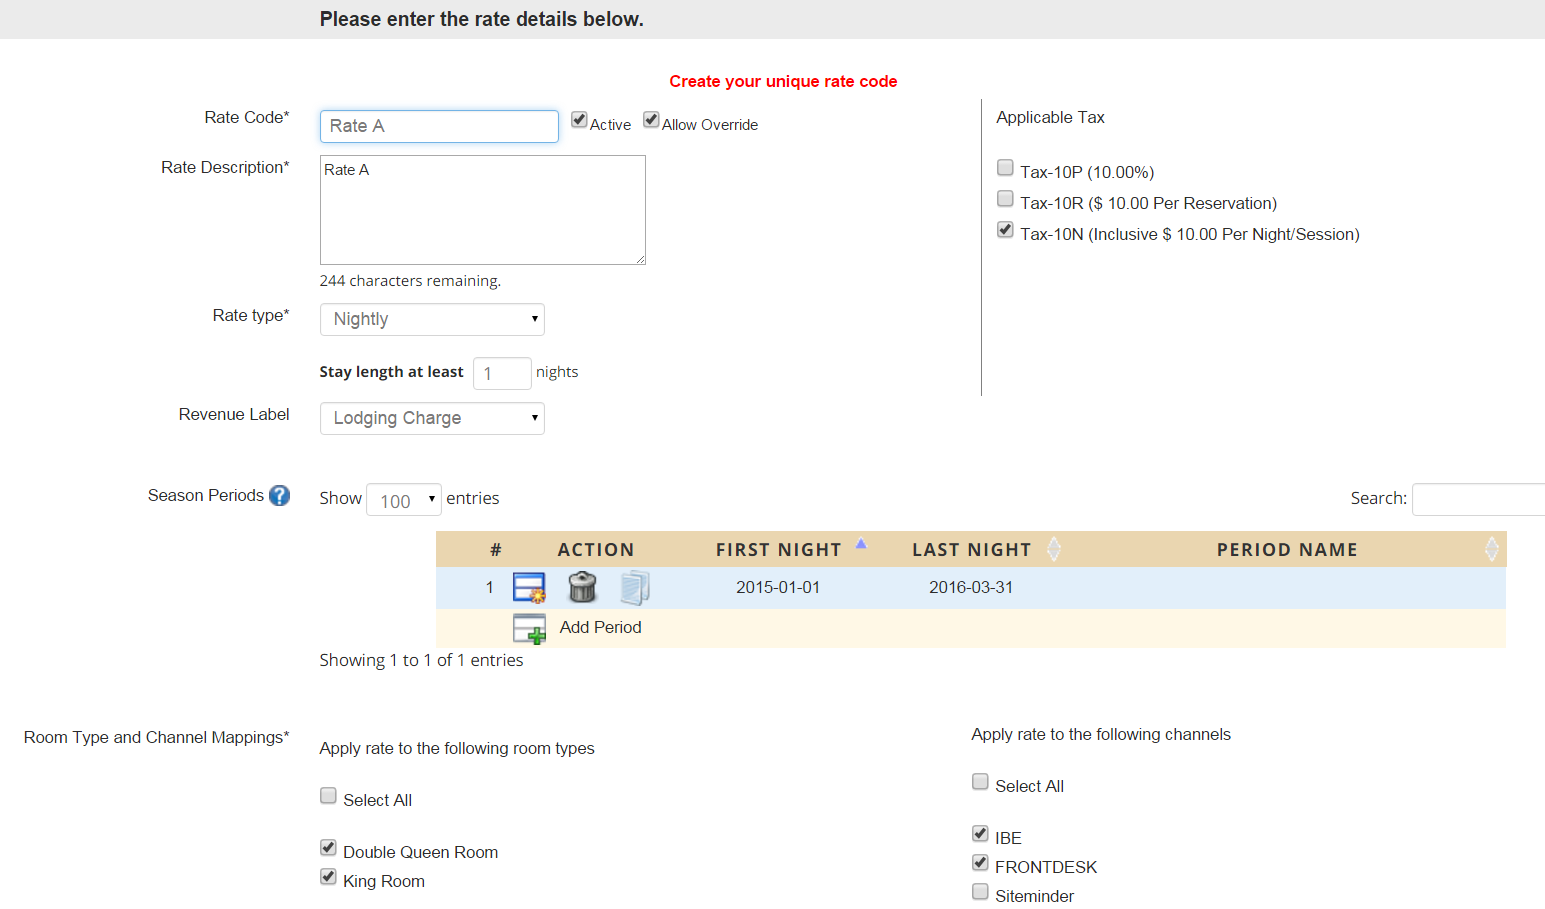 Please enter the rate details below.
Create your unique rate code
Rate Code* Rate A Active Allow Override
Applicable Tax
Rate Description* Rate A
Tax-10P (10.00%)
Tax-10R ($ 10.00 Per Reservation)
Tax-10N (Inclusive $ 10.00 Per Night/Session)
244 characters remaining.
Rate type* Nightly
Stay length at least 1 nights
Revenue Label Lodging Charge
Season Periods ? Show 100 entries Search:
# ACTION FIRST NIGHT LAST NIGHT PERIOD NAME
1 2015-01-01 2016-03-31
Add Period
Showing 1 to 1 of 1 entries
Room Type and Channel Mappings*
Apply rate to the following room types
Select All
Double Queen Room
King Room
Apply rate to the following channels
Select All
IBE
FRONTDESK
Siteminder